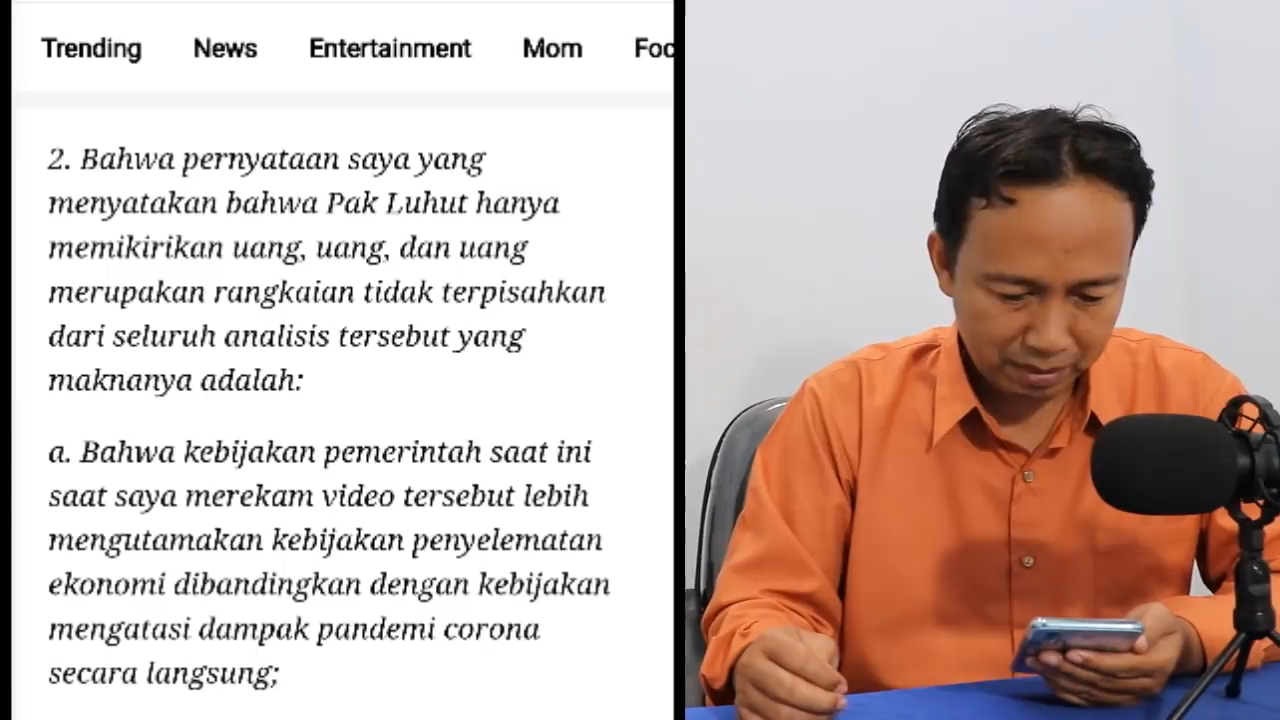 Trending News Entertainment Mom
2. Bahwa pernyataan saya yang
menyatakan bahwa Pak Luhut hanya
memikirikan uang, uang, dan uang
merupakan rangkaian tidak terpisahkan
dari seluruh analisis tersebut yang
maknanya adalah:
a. Bahwa kebijakan pemerintah saat ini
saat saya merekam video tersebut lebih
mengutamakan kebijakan penyelematan
ekonomi dibandingkan dengan kebijakan
mengatasi dampak pandemi corona
secara langsung;